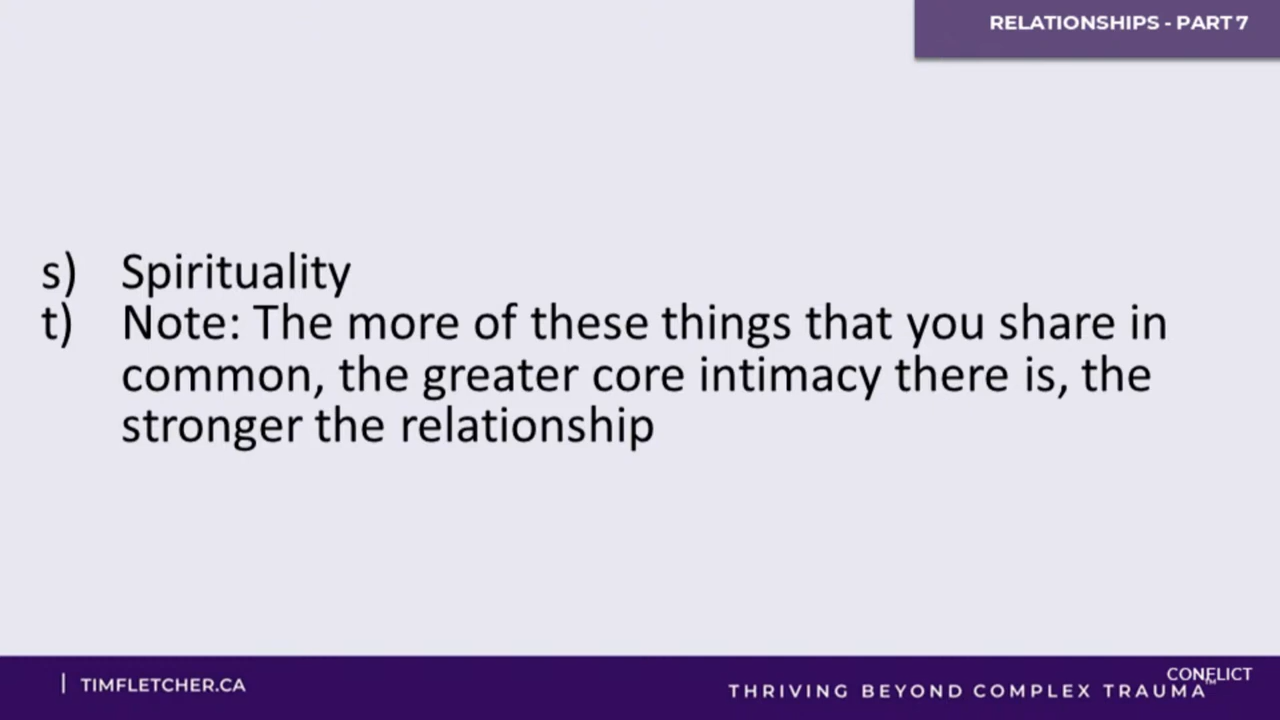 RELATIONSHIPS - PART 7
s) Spirituality
t) Note: The more of these things that you share in
common, the greater core intimacy there is, the
stronger the relationship
| TIMFLETCHER.CA
CONFLICT
THRIVING BEYOND COMPLEX TRAUMA™